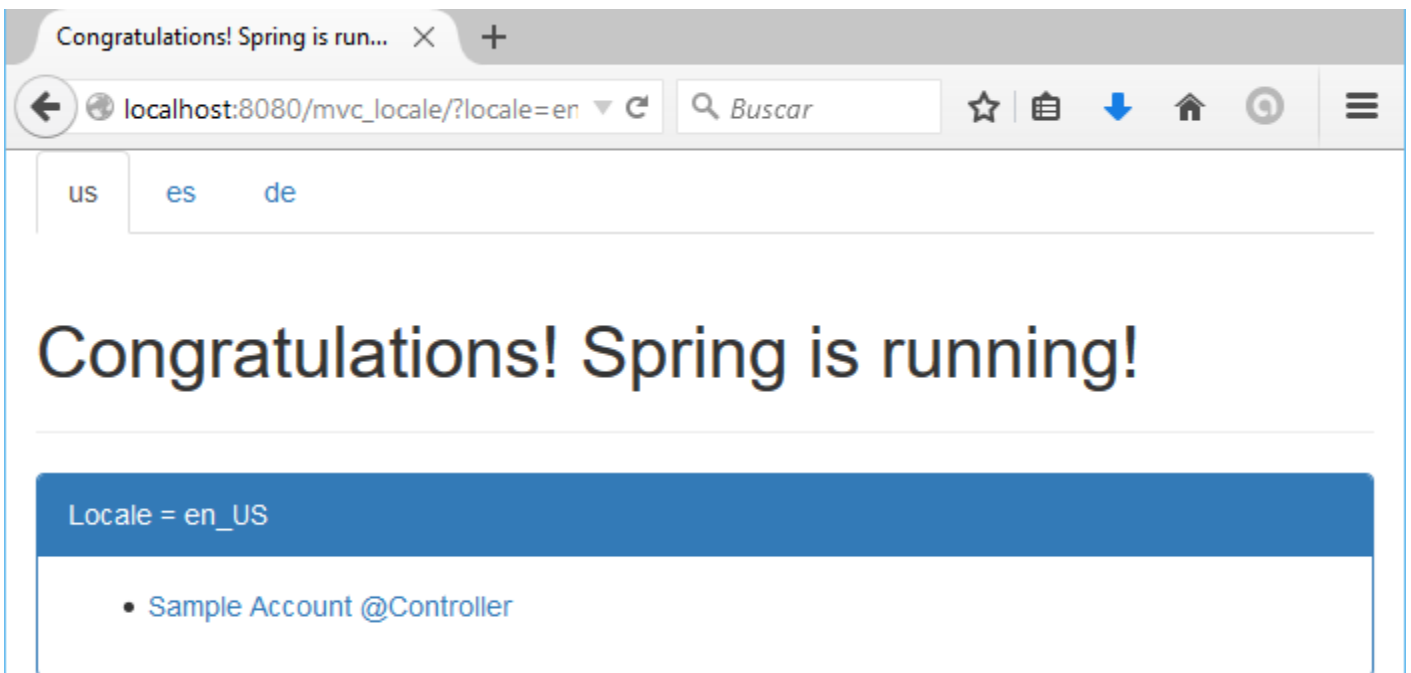 Congratulations! Spring is run...
localhost:8080/mvc_locale/?locale=en
Buscar
us es de
Congratulations! Spring is running!
Locale = en_US
Sample Account @Controller